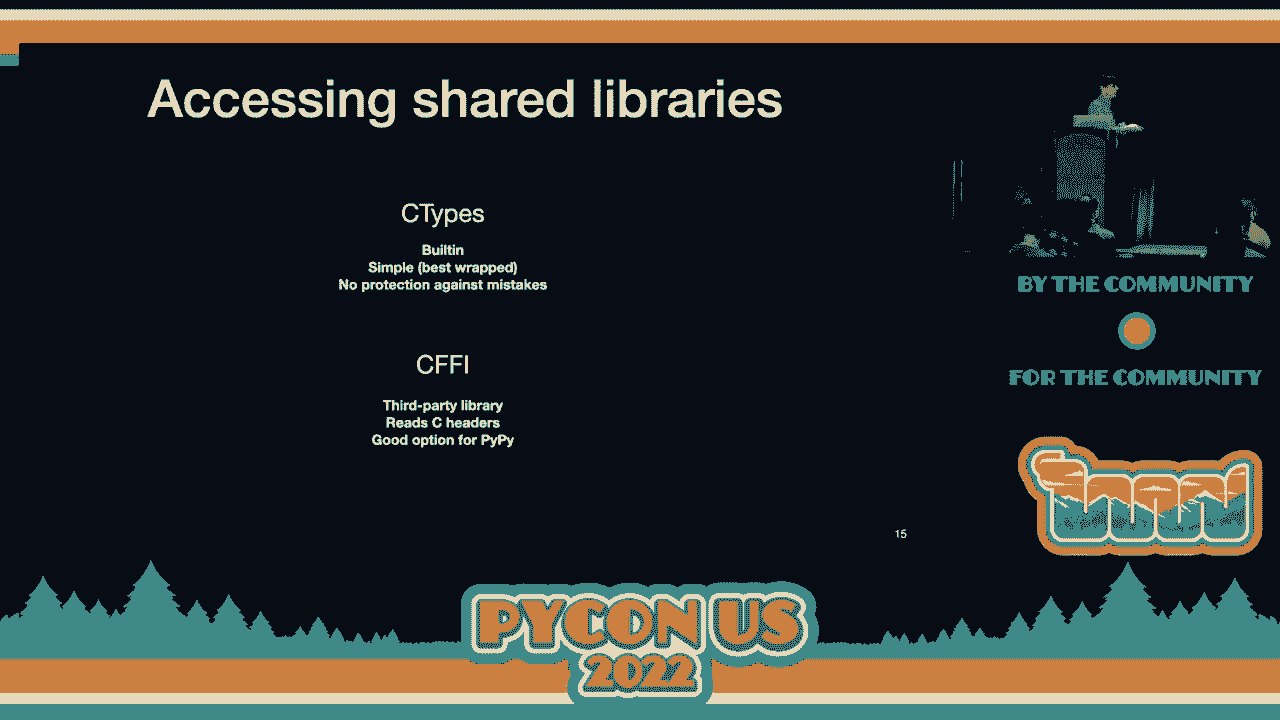 Accessing shared libraries
CTypes
Builtin
Simple (best wrapped)
No protection against mistakes
CFFI
Third-party library
Reads C headers
Good option for PyPy
15
BY THE COMMUNITY
FOR THE COMMUNITY
PYCON US
2022